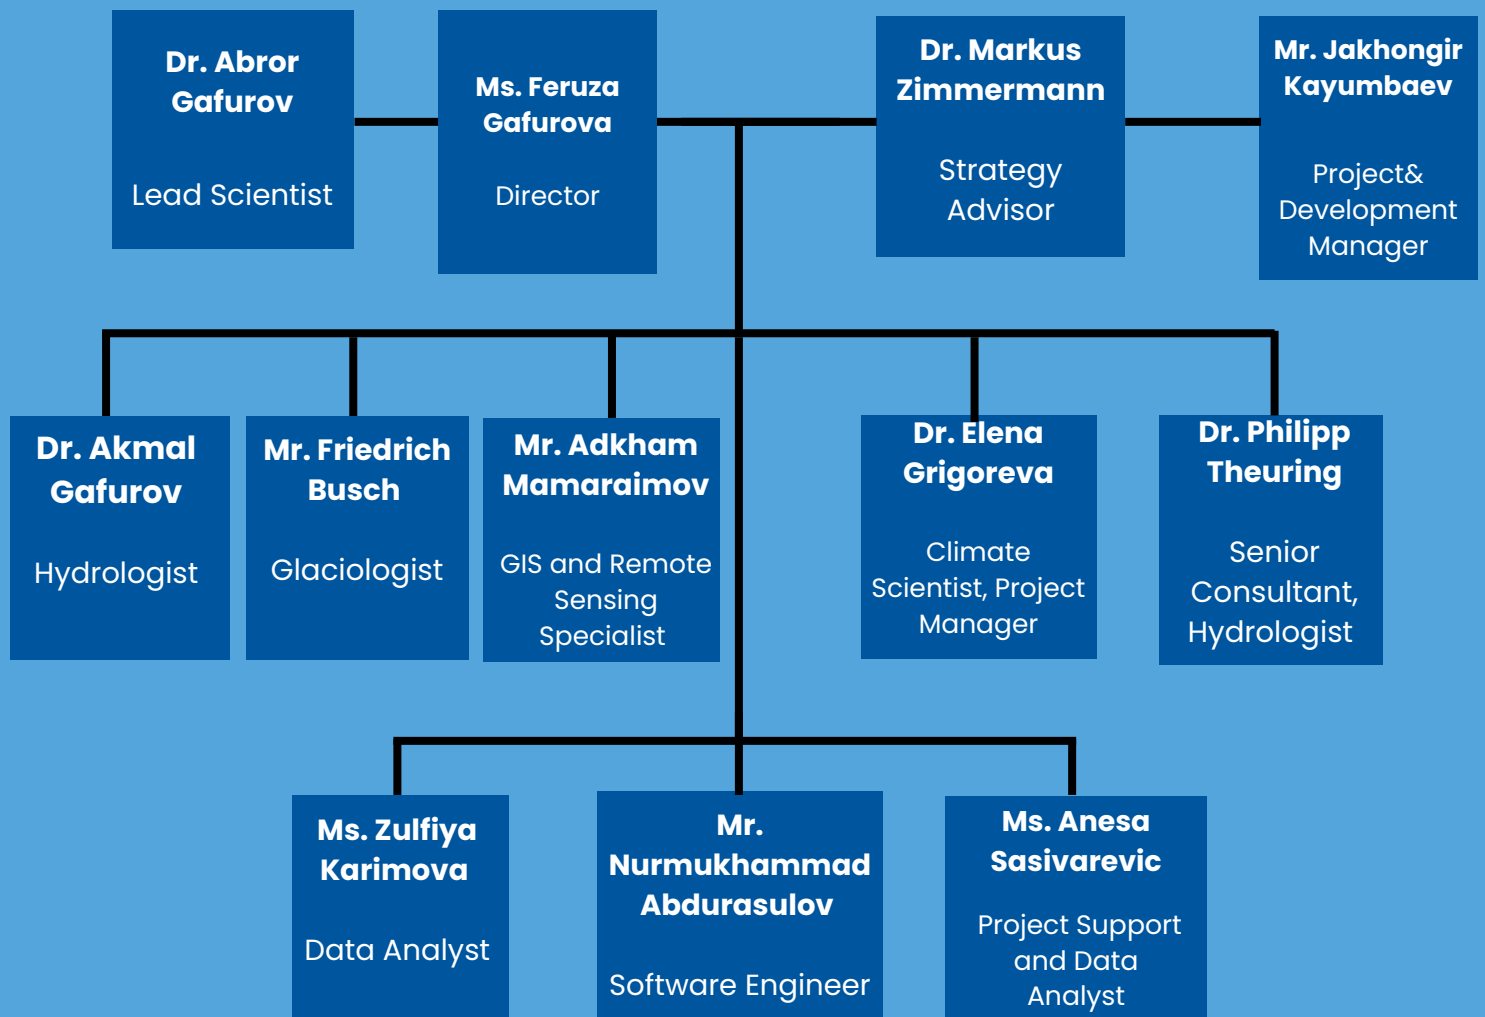 Dr. Abror
Gafurov
Lead Scientist
Ms. Feruza
Gafurova
Director
Dr. Markus
Zimmermann
Strategy
Advisor
Mr. Jakhongir
Kayumbaev
Project&
Development
Manager
Dr. Akmal
Gafurov
Hydrologist
Mr. Friedrich
Busch
Glaciologist
Mr. Adkham
Mamaraimov
GIS and Remote
Sensing
Specialist
Dr. Elena
Grigoreva
Climate
Scientist, Project
Manager
Dr. Philipp
Theuring
Senior
Consultant,
Hydrologist
Ms. Zulfiya
Karimova
Data Analyst
Mr.
Nurmukhammad
Abdurasulov
Software Engineer
Ms. Anesa
Sasivarevic
Project Support
and Data
Analyst